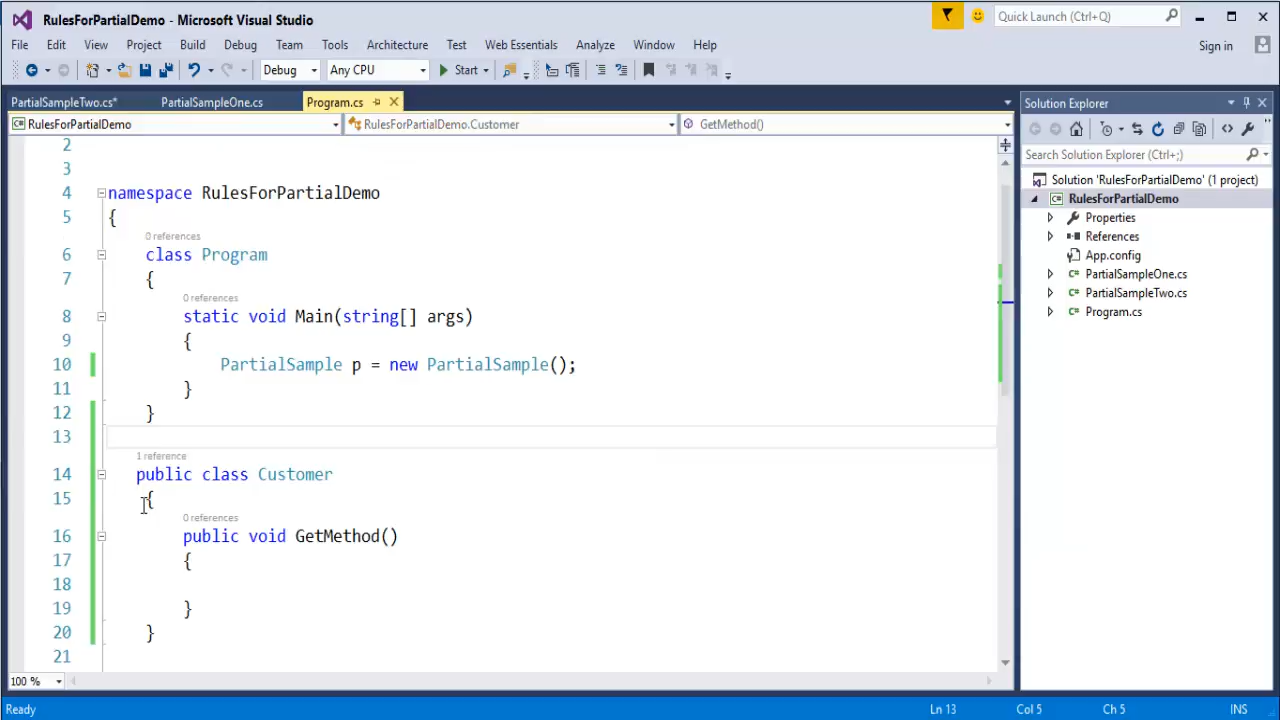 RulesForPartialDemo - Microsoft Visual Studio
Quick Launch (Ctrl+Q)
File Edit View Project Build Debug Team Tools Architecture Test Web Essentials Analyze Window Help
Sign in
Debug Any CPU Start
PartialSampleTwo.cs* PartialSampleOne.cs Program.cs
RulesForPartialDemo RulesForPartialDemo.Customer GetMethod()
2
3
4 namespace RulesForPartialDemo
5 {
0 references
6 class Program
7 {
0 references
8 static void Main(string[] args)
9 {
10 PartialSample p = new PartialSample();
11 }
12 }
13
1 reference
14 public class Customer
15 {
0 references
16 public void GetMethod()
17 {
18
19 }
20 }
21
100 %
Solution Explorer
Search Solution Explorer (Ctrl+;)
Solution 'RulesForPartialDemo' (1 project)
RulesForPartialDemo
Properties
References
App.config
PartialSampleOne.cs
PartialSampleTwo.cs
Program.cs
Ready Ln 13 Col 5 Ch 5 INS